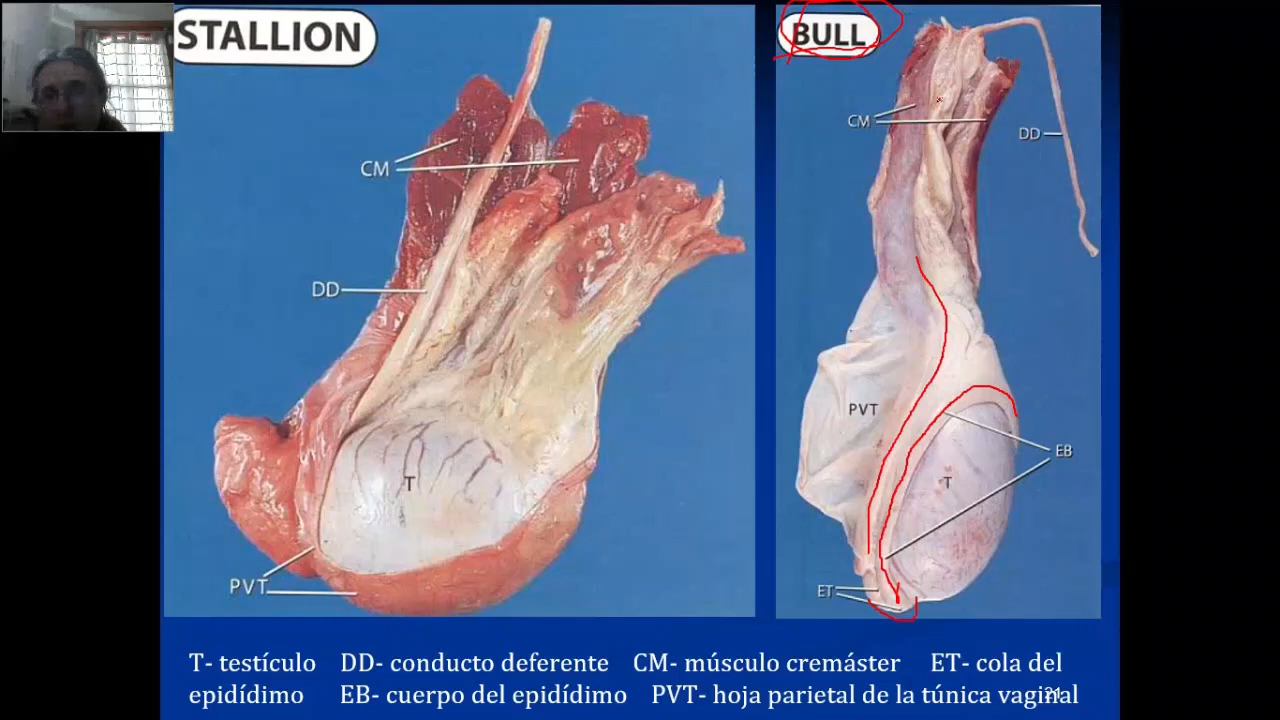 STALLION
BULL
CM
CM
DD
DD
PVT
EB
T
T
PVT
ET
T- testículo DD- conducto deferente CM- músculo cremáster ET- cola del
epidídimo EB- cuerpo del epidídimo PVT- hoja parietal de la túnica vaginal
21